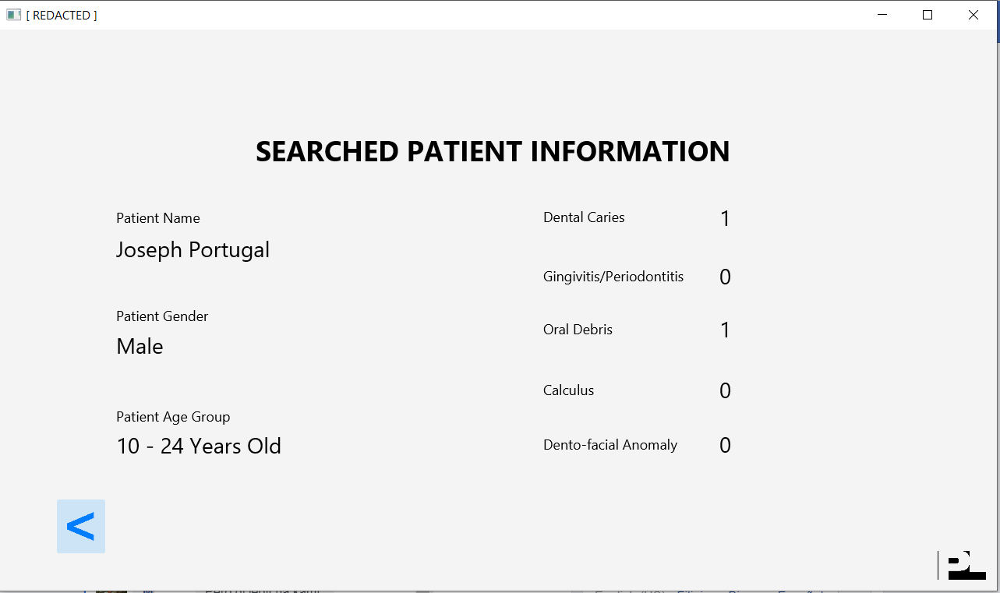 [ REDACTED ]
SEARCHED PATIENT INFORMATION
Patient Name
Joseph Portugal
Patient Gender
Male
Patient Age Group
10 - 24 Years Old
Dental Caries 1
Gingivitis/Periodontitis 0
Oral Debris 1
Calculus 0
Dento-facial Anomaly 0
<